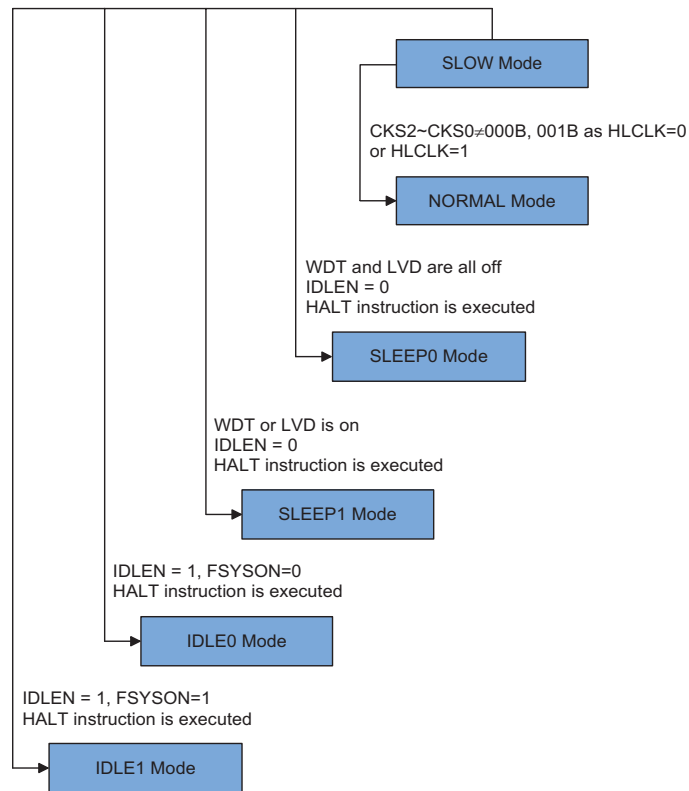 SLOW Mode
CKS2~CKS0≠000B, 001B as HLCLK=0
or HLCLK=1
NORMAL Mode
WDT and LVD are all off
IDLEN = 0
HALT instruction is executed
SLEEP0 Mode
WDT or LVD is on
IDLEN = 0
HALT instruction is executed
SLEEP1 Mode
IDLEN = 1, FSYSON=0
HALT instruction is executed
IDLE0 Mode
IDLEN = 1, FSYSON=1
HALT instruction is executed
IDLE1 Mode